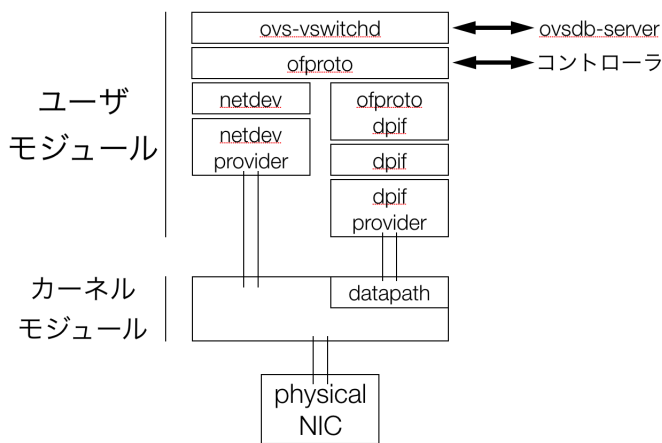 ovs-vswitchd
ovsdb-server
ofproto
コントローラ
ユーザ
モジュール
netdev
netdev
provider
ofproto
dpif
dpif
dpif
provider
カーネル
モジュール
datapath
physical
NIC